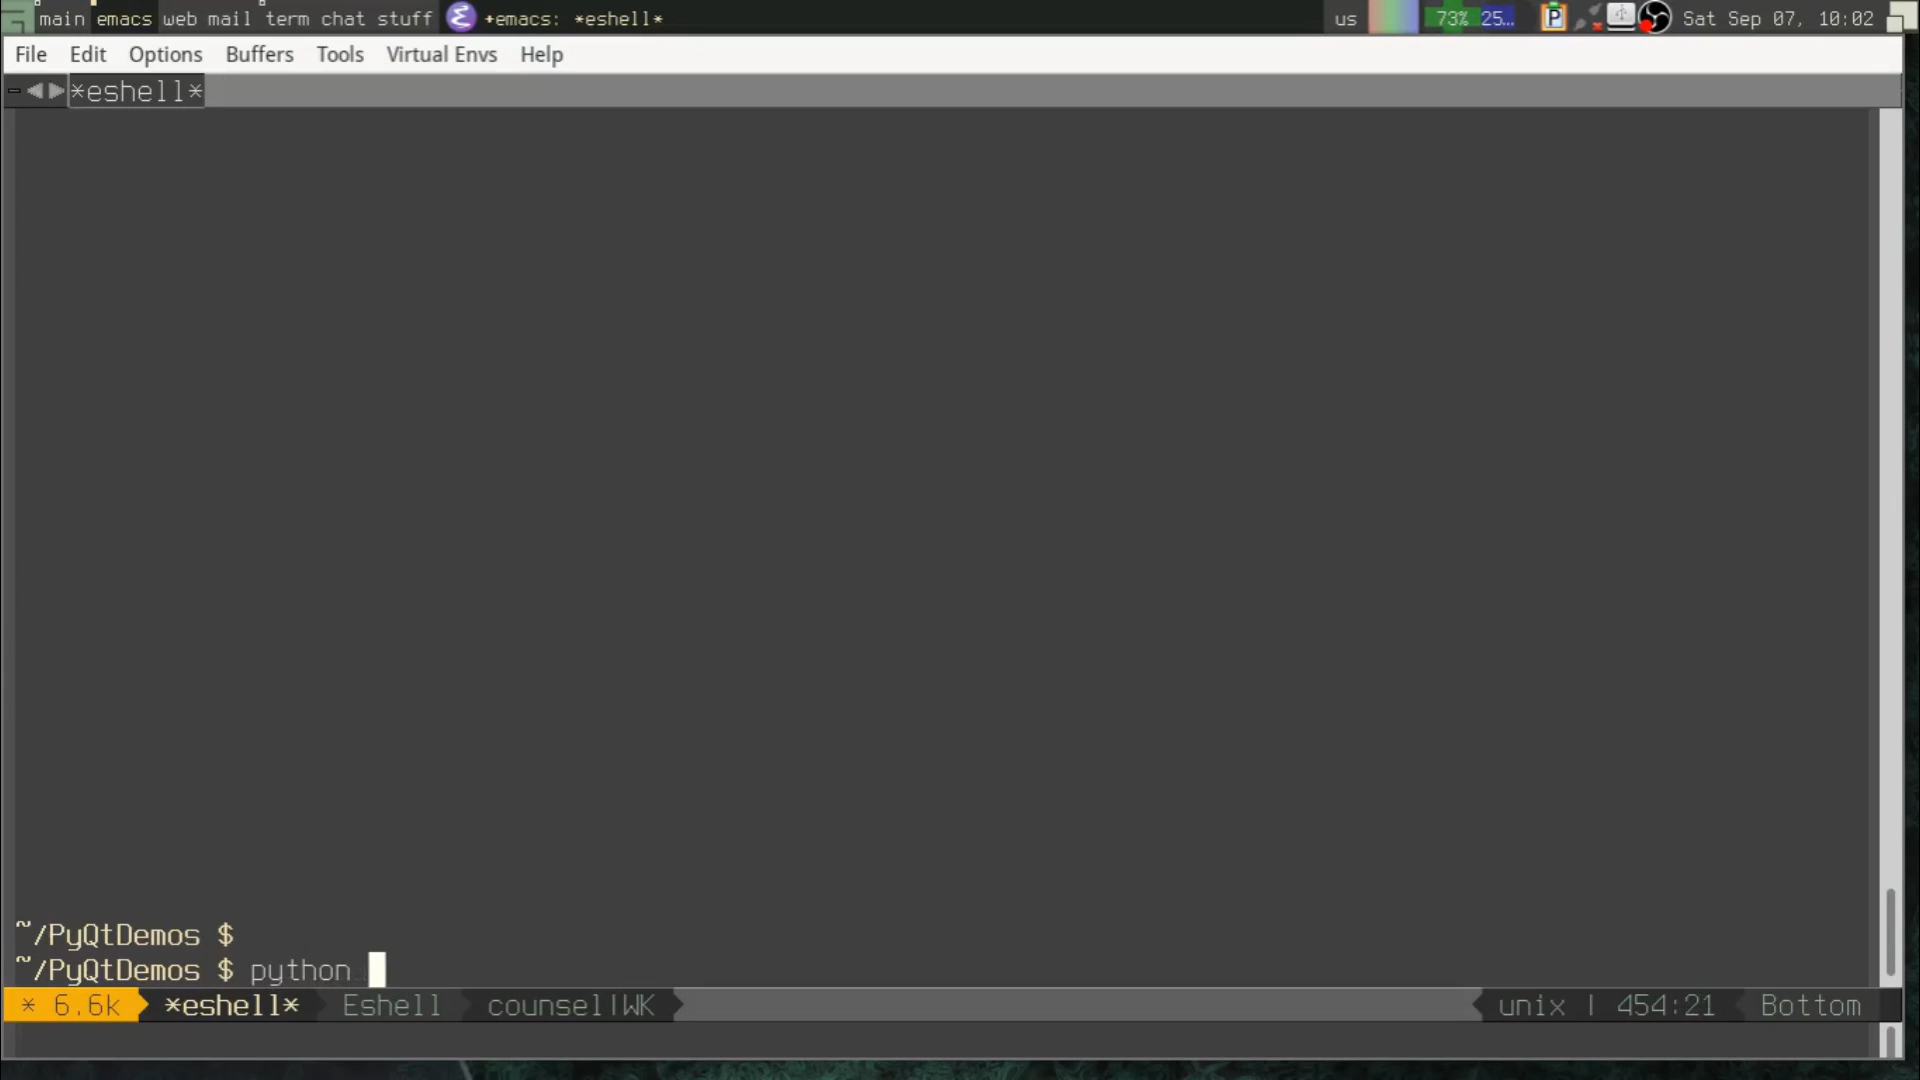 main emacs web mail term chat stuff +emacs: *eshell* us 73% 25... P Sat Sep 07, 10:02
File Edit Options Buffers Tools Virtual Envs Help
*eshell*
~/PyQtDemos $
~/PyQtDemos $ python
* 6.6k *eshell* Eshell counsel|WK unix | 454:21 Bottom